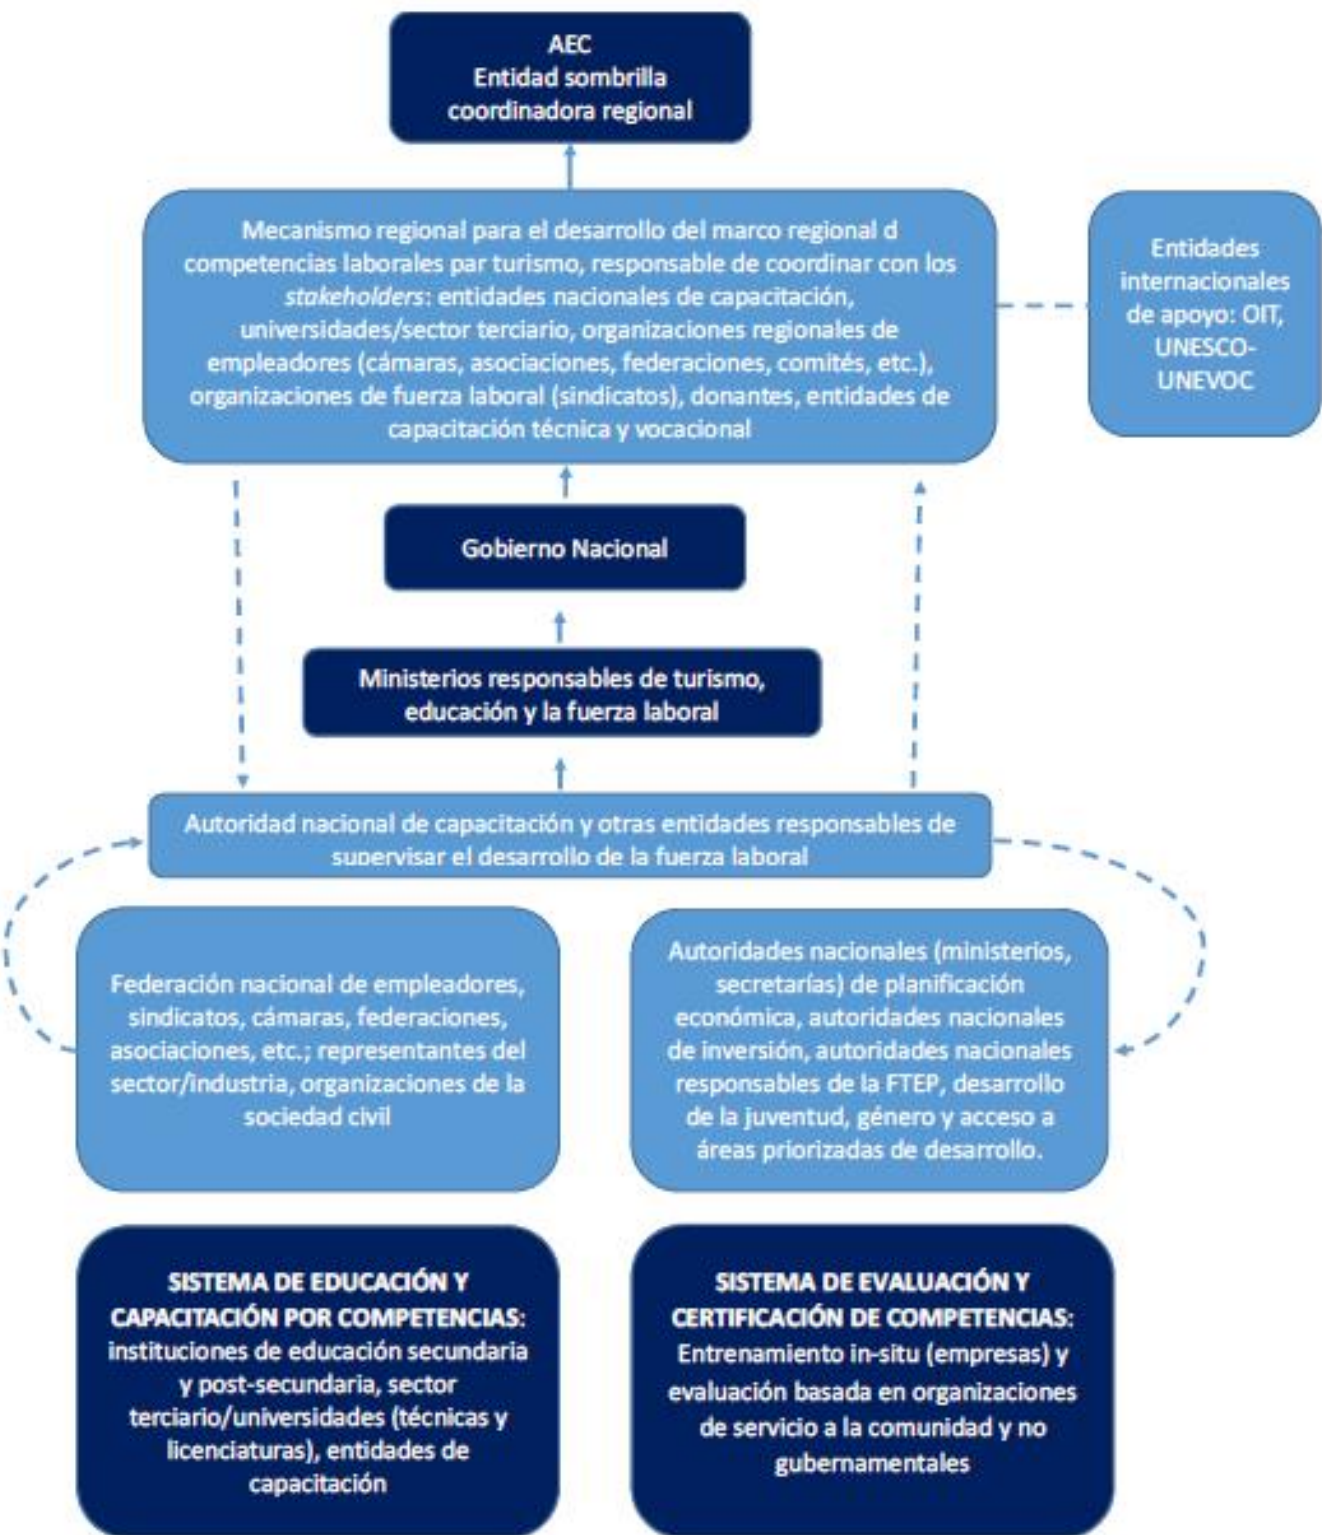 AEC
Entidad sombrilla
coordinadora regional
Mecanismo regional para el desarrollo del marco regional d
competencias laborales par turismo, responsable de coordinar con los
stakeholders: entidades nacionales de capacitación,
universidades/sector terciario, organizaciones regionales de
empleadores (cámaras, asociaciones, federaciones, comités, etc.),
organizaciones de fuerza laboral (sindicatos), donantes, entidades de
capacitación técnica y vocacional
Entidades
internacionales
de apoyo: OIT,
UNESCO-
UNEVOC
Gobierno Nacional
Ministerios responsables de turismo,
educación y la fuerza laboral
Autoridad nacional de capacitación y otras entidades responsables de
supervisar el desarrollo de la fuerza laboral
Federación nacional de empleadores,
sindicatos, cámaras, federaciones,
asociaciones, etc.; representantes del
sector/industria, organizaciones de la
sociedad civil
Autoridades nacionales (ministerios,
secretarías) de planificación
económica, autoridades nacionales
de inversión, autoridades nacionales
responsables de la FTEP, desarrollo
de la juventud, género y acceso a
áreas priorizadas de desarrollo.
SISTEMA DE EDUCACIÓN Y
CAPACITACIÓN POR COMPETENCIAS:
instituciones de educación secundaria
y post-secundaria, sector
terciario/universidades (técnicas y
licenciaturas), entidades de
capacitación
SISTEMA DE EVALUACIÓN Y
CERTIFICACIÓN DE COMPETENCIAS:
Entrenamiento in-situ (empresas) y
evaluación basada en organizaciones
de servicio a la comunidad y no
gubernamentales